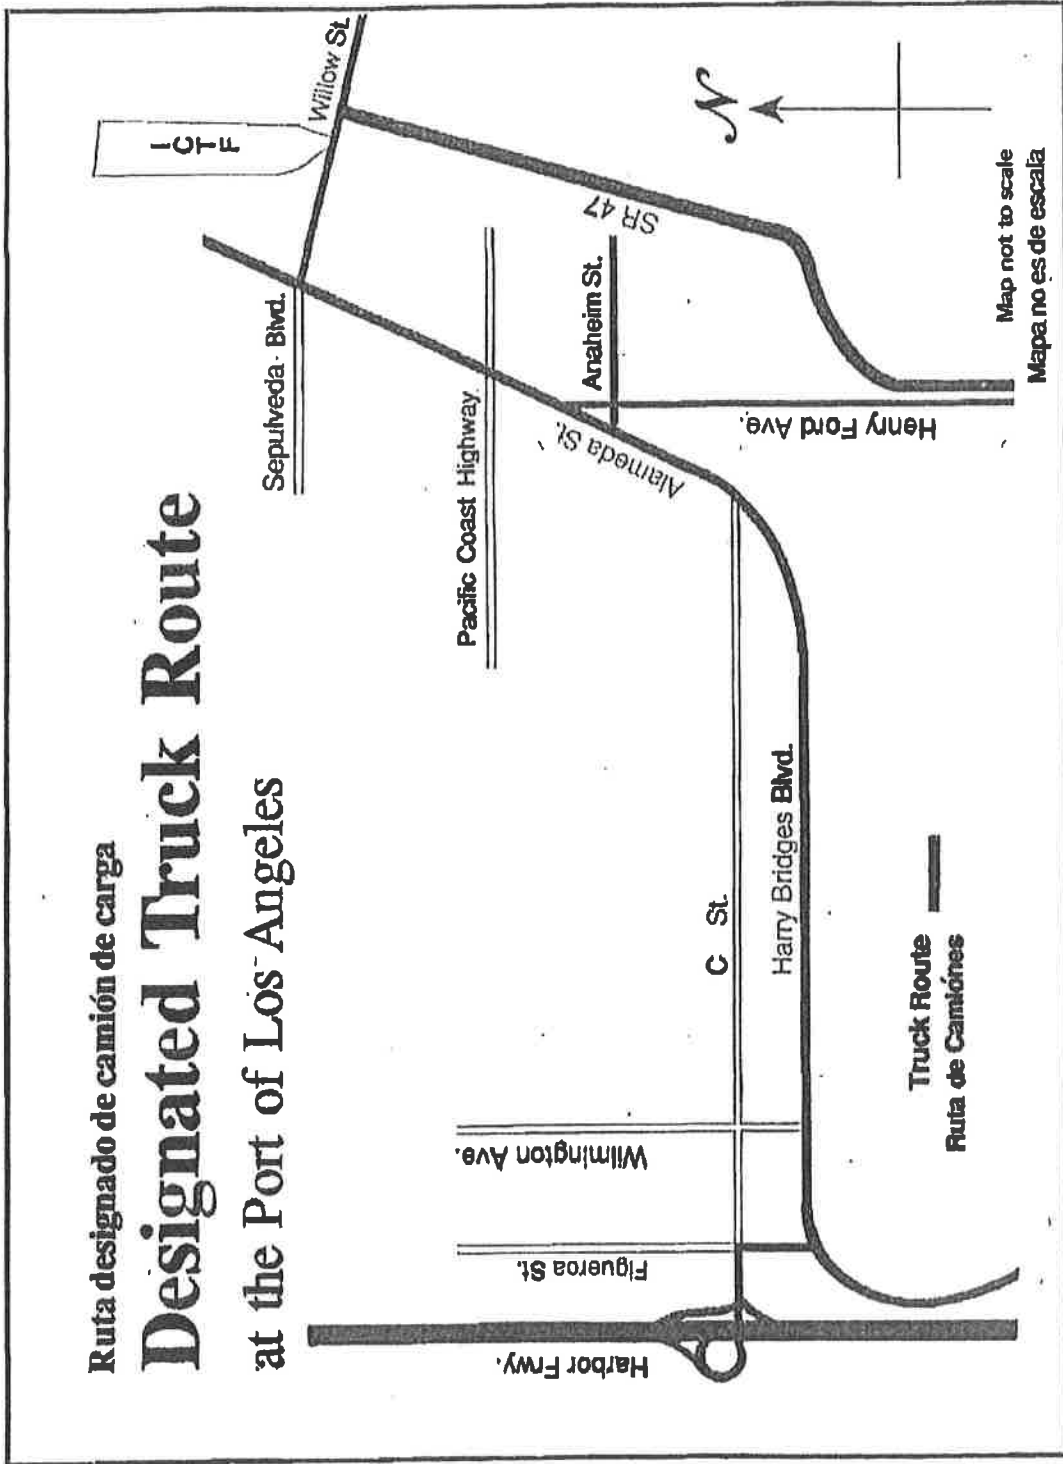 Ruta designado de camión de carga
Designated Truck Route
at the Port of Los Angeles
I
C
T
F
Willow St.
Sepulveda Blvd.
Pacific Coast Highway
Alameda St.
Anaheim St.
SR 47
N
Henry Ford Ave.
Harbor Frwy.
Figueroa St.
Wilmington Ave.
C St.
Harry Bridges Blvd.
Truck Route
Ruta de Camiónes
Map not to scale
Mapa no es de escala